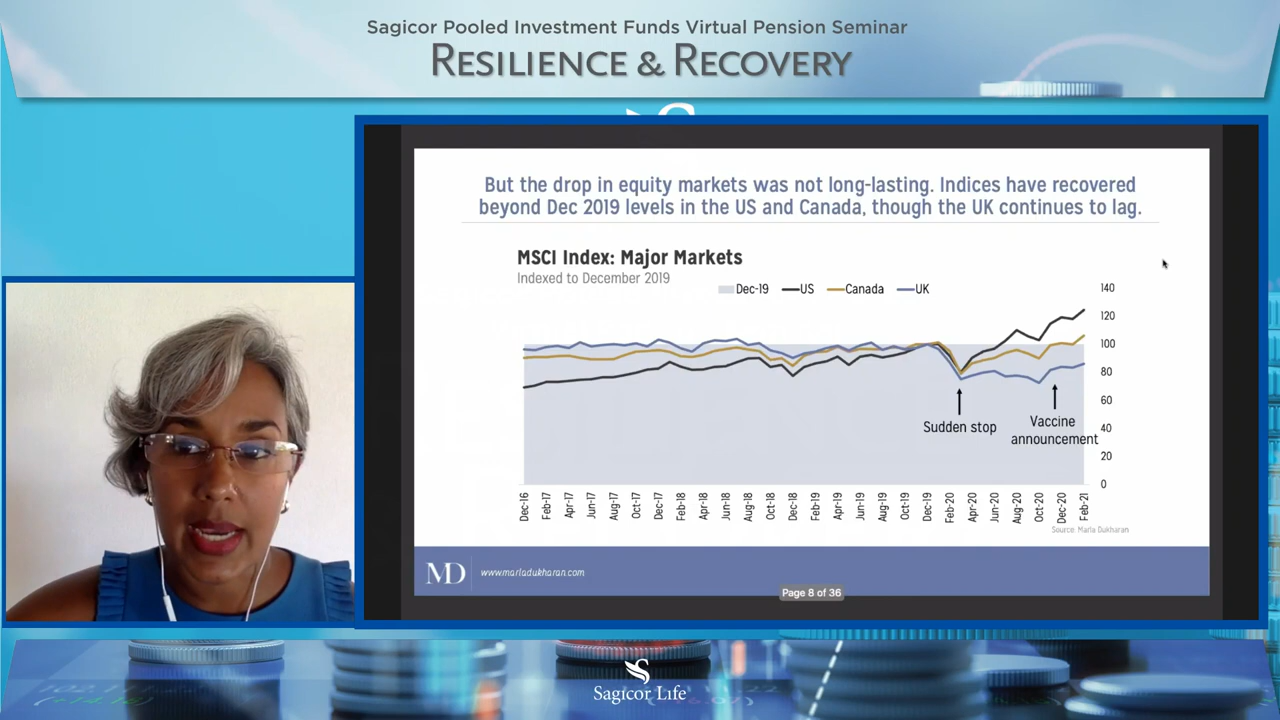 Sagicor Pooled Investment Funds Virtual Pension Seminar
RESILIENCE & RECOVERY
But the drop in equity markets was not long-lasting. Indices have recovered
beyond Dec 2019 levels in the US and Canada, though the UK continues to lag.
MSCI Index: Major Markets
Indexed to December 2019
Dec-19 US Canada UK
140
120
100
80
60
40
20
0
Sudden stop
Vaccine
announcement
Dec-16 Feb-17 Apr-17 Jun-17 Aug-17 Oct-17 Dec-17 Feb-18 Apr-18 Jun-18 Aug-18 Oct-18 Dec-18 Feb-19 Apr-19 Jun-19 Aug-19 Oct-19 Dec-19 Feb-20 Apr-20 Jun-20 Aug-20 Oct-20 Dec-20 Feb-21
Source: Marla Dukharan
MD www.marladukharan.com
Page 8 of 36
Sagicor Life